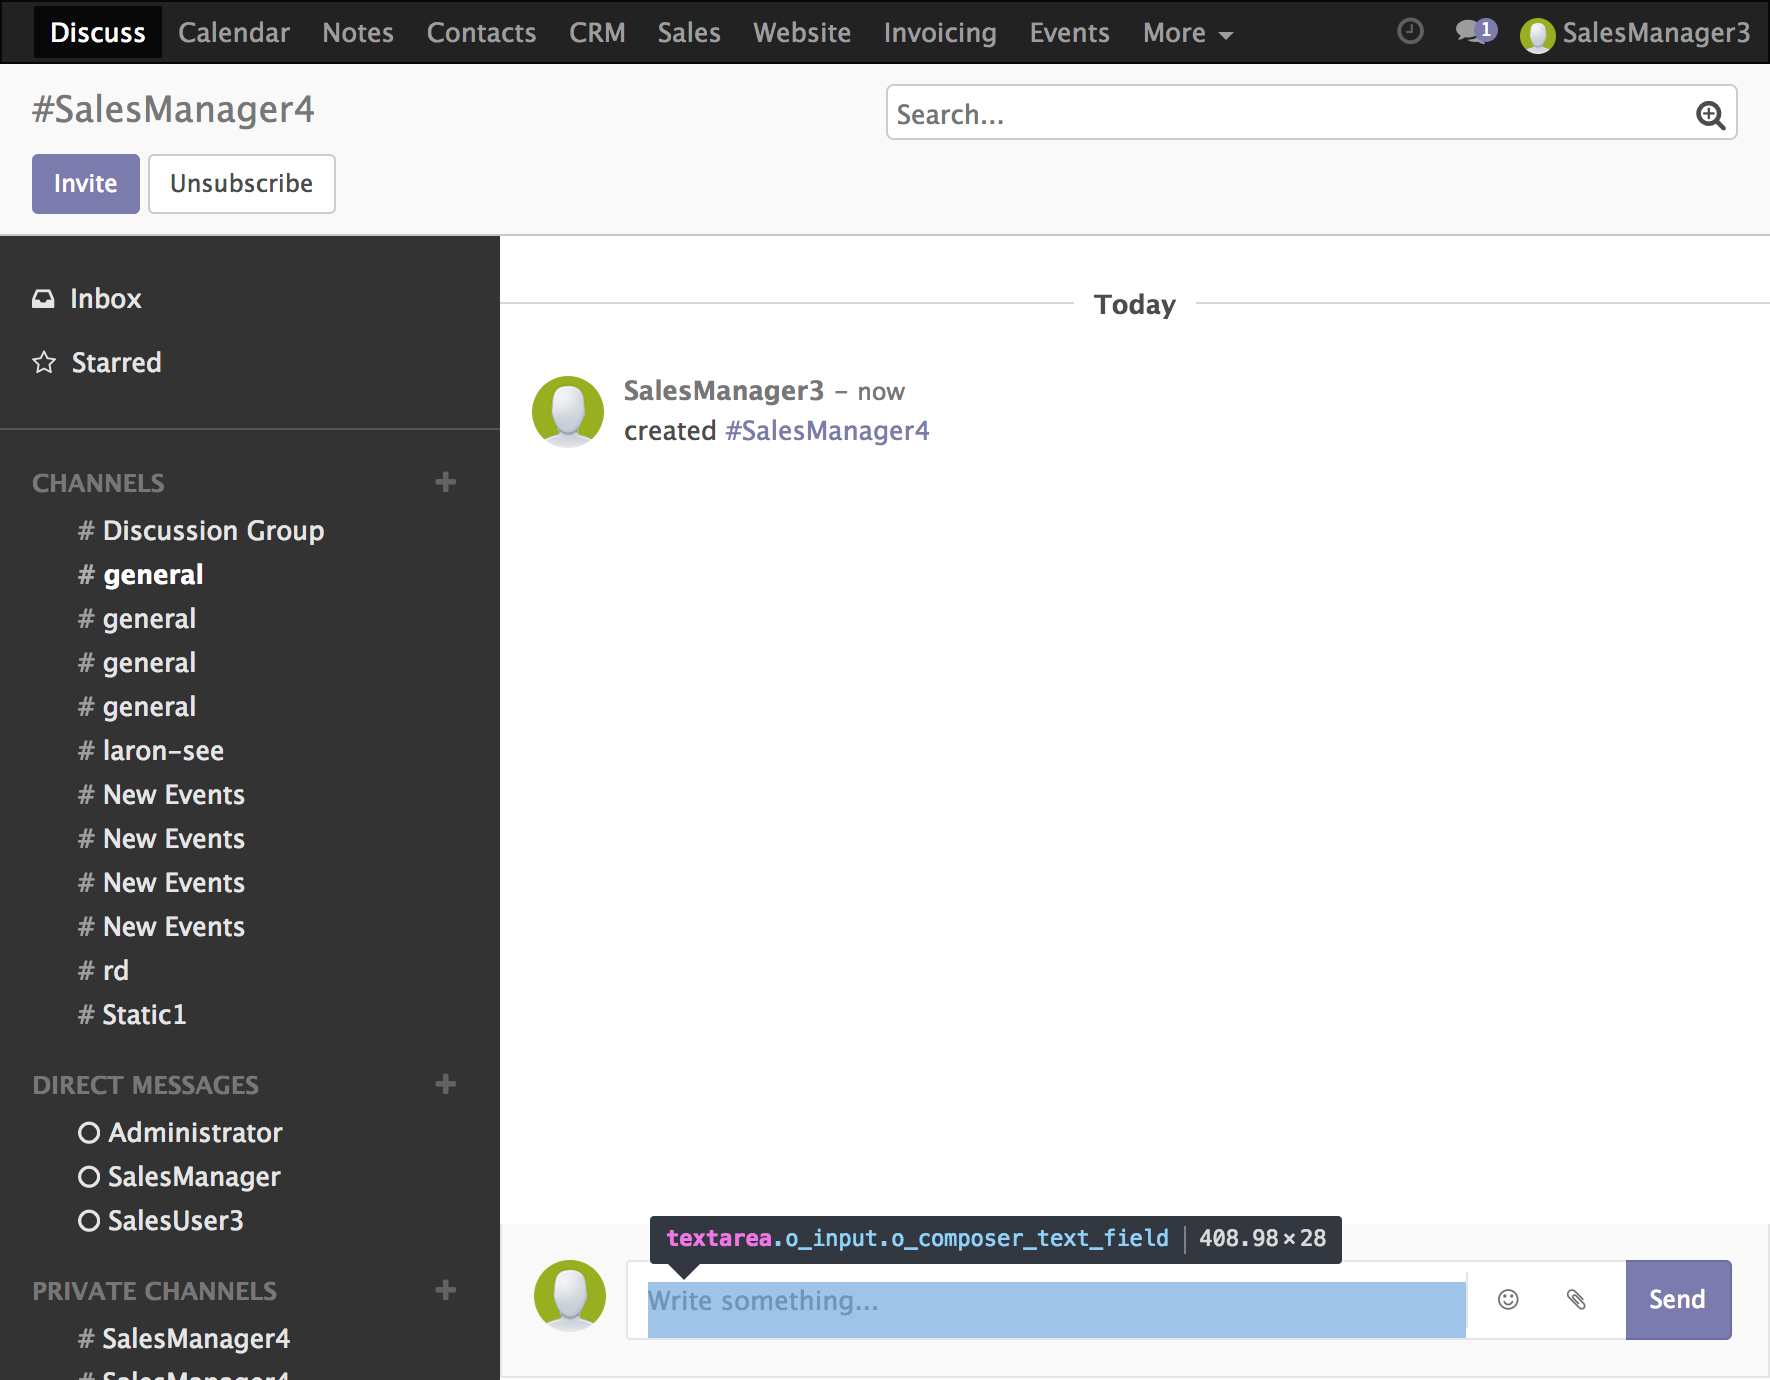 Discuss Calendar Notes Contacts CRM Sales Website Invoicing Events More 1 SalesManager3
#SalesManager4
Search...
Invite Unsubscribe
Inbox
Starred
Today
SalesManager3 – now
created #SalesManager4
CHANNELS
# Discussion Group
# general
# general
# general
# general
# laron-see
# New Events
# New Events
# New Events
# New Events
# rd
# Static1
DIRECT MESSAGES
Administrator
SalesManager
SalesUser3
PRIVATE CHANNELS
# SalesManager4
# SalesManager4
textarea.o_input.o_composer_text_field 408.98×28
Write something...
Send